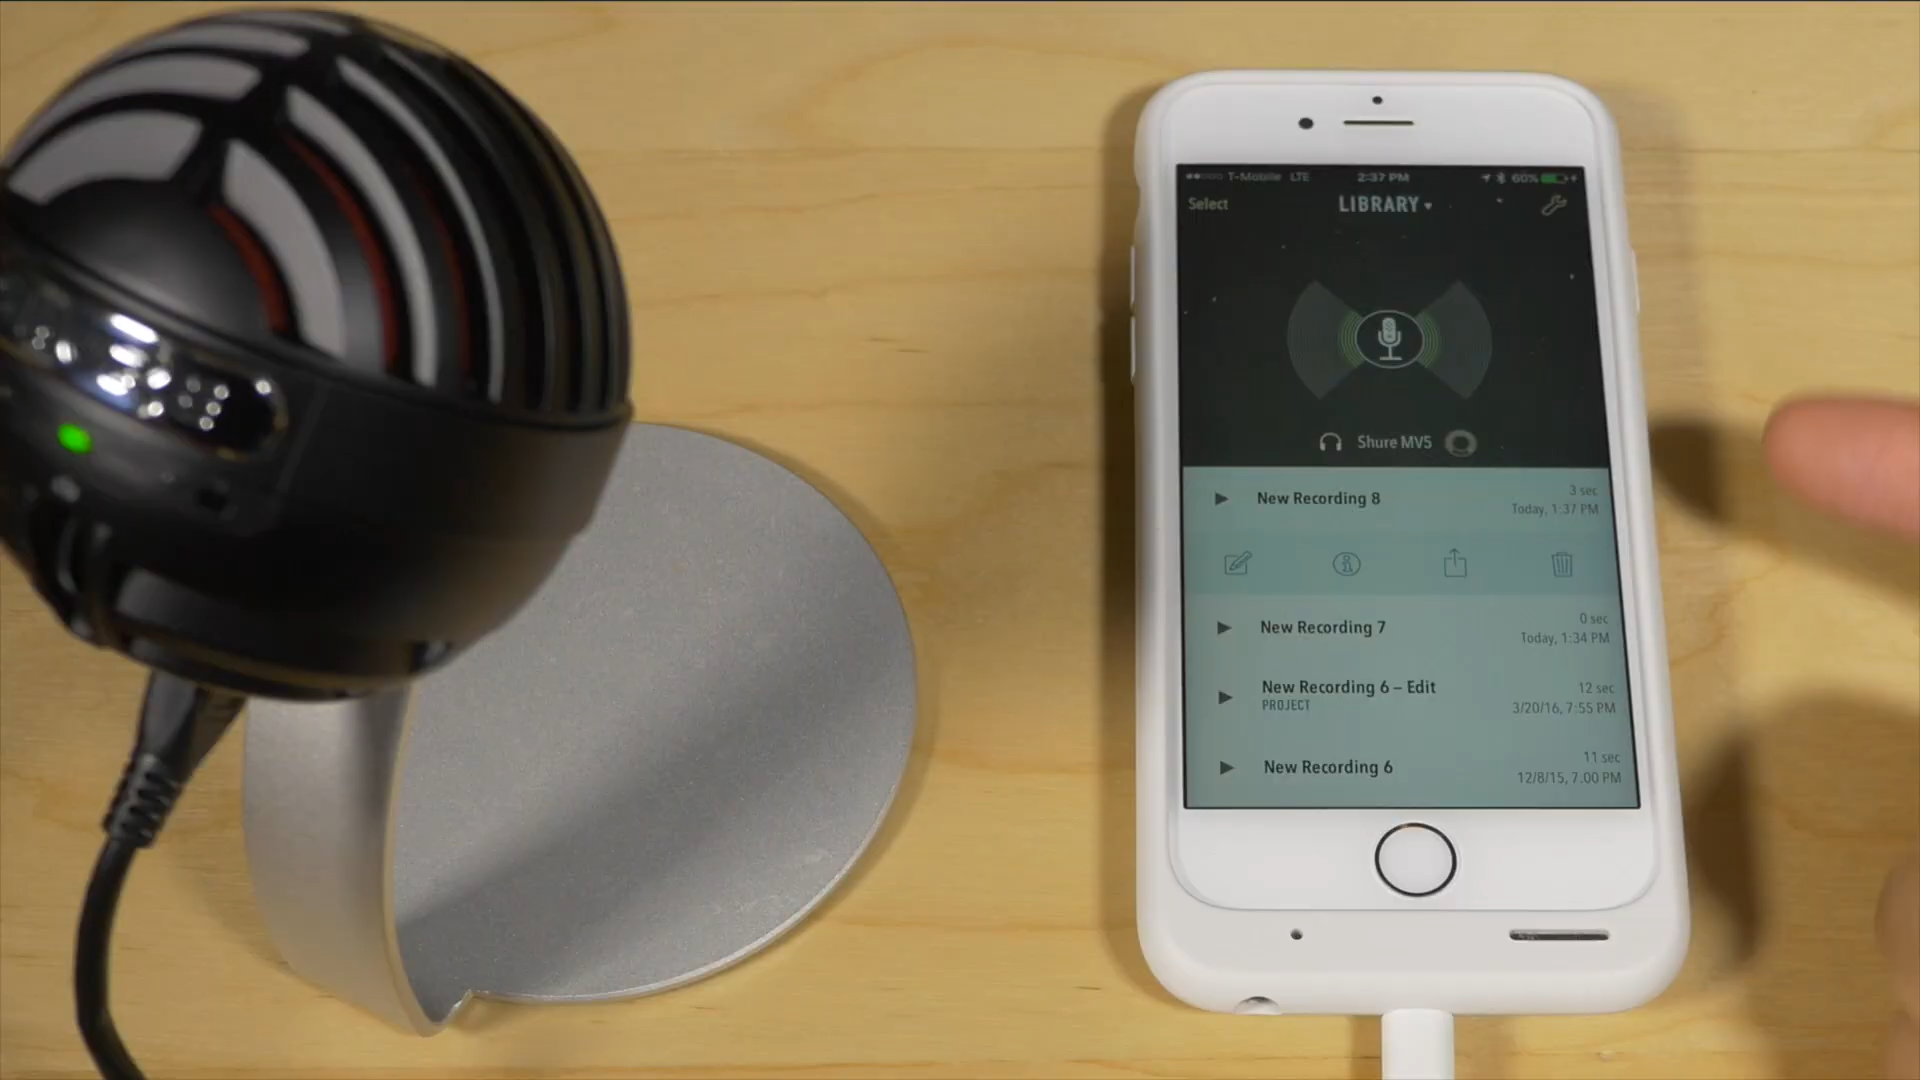 T-Mobile LTE 2:37 PM 60%
Select LIBRARY
Shure MV5
New Recording 8 3 sec
Today, 1:37 PM
New Recording 7 0 sec
Today, 1:34 PM
New Recording 6 – Edit 12 sec
PROJECT 3/20/16, 7:55 PM
New Recording 6 11 sec
12/8/15, 7:00 PM